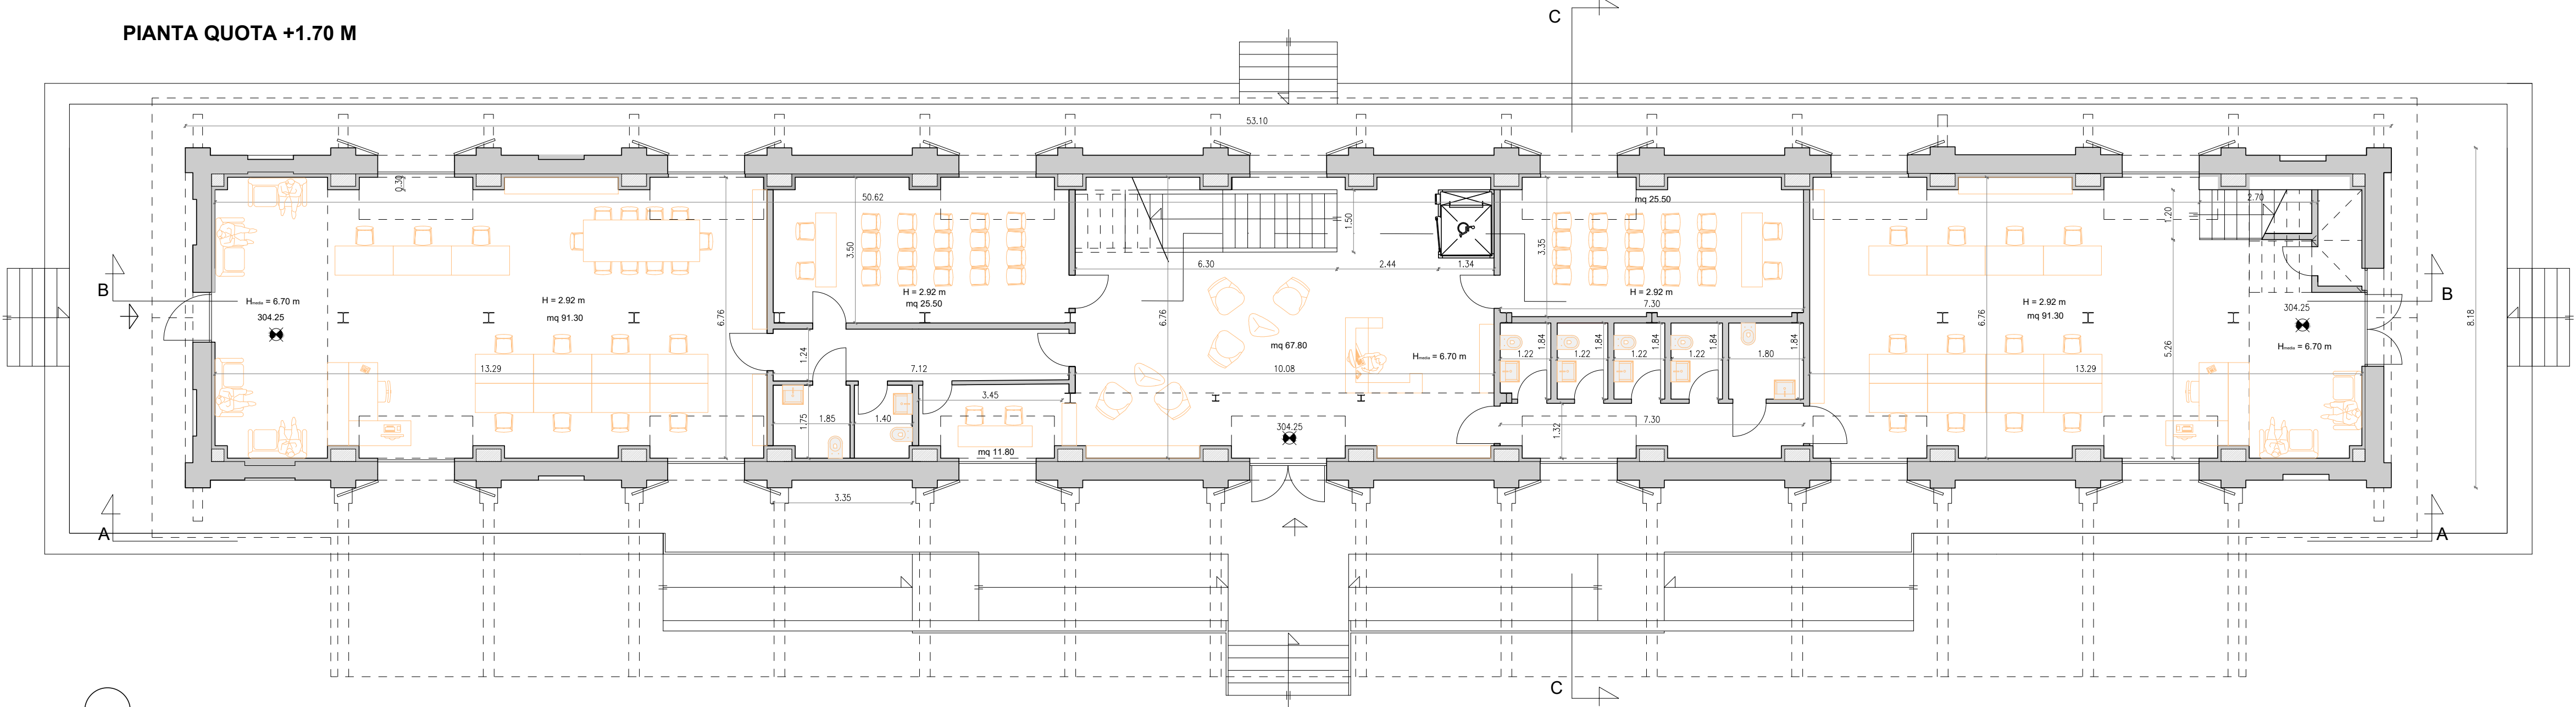 PIANTA QUOTA +1.70 M
C
53.10
0.30
50.62
mq 25.50
2.70
1.20
1.50
3.50
3.35
6.30
2.44
1.34
B
Hmedia = 6.70 m
304.25
H = 2.92 m
mq 91.30
6.76
H = 2.92 m
mq 25.50
6.76
mq 67.80
Hmedia = 6.70 m
H = 2.92 m
7.30
6.76
H = 2.92 m
mq 91.30
304.25
Hmedia = 6.70 m
B
8.18
1.24
1.84
1.84
1.84
1.84
1.84
1.22
1.22
1.22
1.22
1.80
5.26
13.29
7.12
10.08
13.29
3.45
1.75
1.85
1.40
1.32
7.30
304.25
mq 11.80
3.35
A
A
C